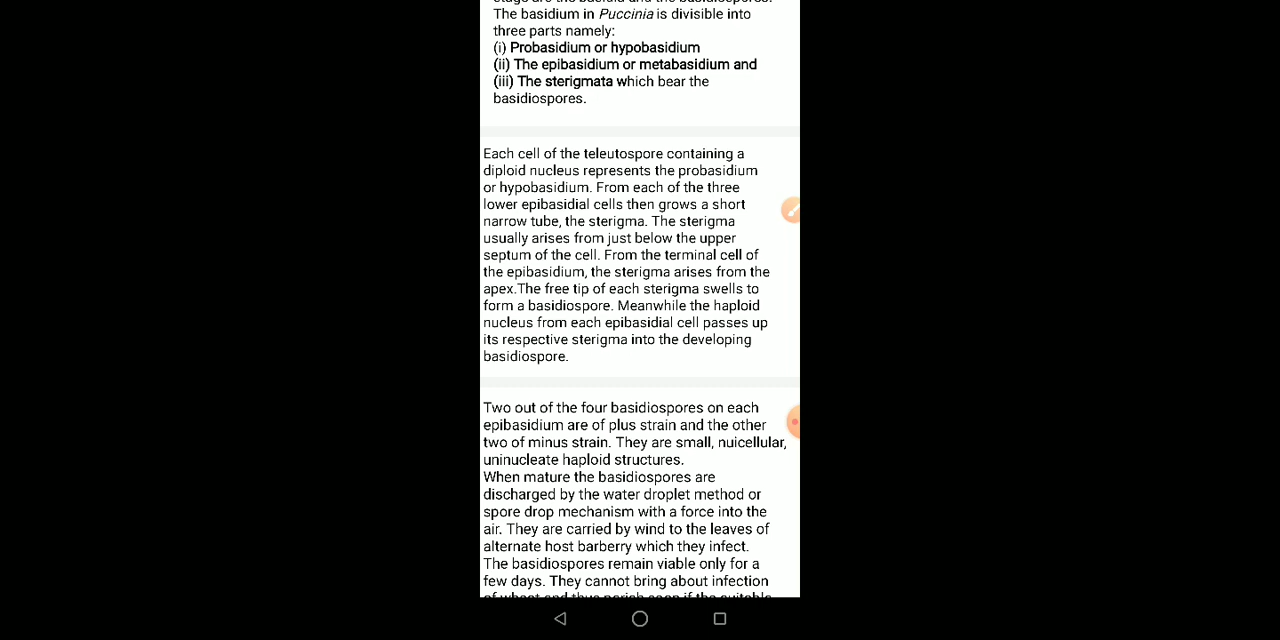 The basidium in Puccinia is divisible into
three parts namely:
(i) Probasidium or hypobasidium
(ii) The epibasidium or metabasidium and
(iii) The sterigmata which bear the
basidiospores.
Each cell of the teleutospore containing a
diploid nucleus represents the probasidium
or hypobasidium. From each of the three
lower epibasidial cells then grows a short
narrow tube, the sterigma. The sterigma
usually arises from just below the upper
septum of the cell. From the terminal cell of
the epibasidium, the sterigma arises from the
apex.The free tip of each sterigma swells to
form a basidiospore. Meanwhile the haploid
nucleus from each epibasidial cell passes up
its respective sterigma into the developing
basidiospore.
Two out of the four basidiospores on each
epibasidium are of plus strain and the other
two of minus strain. They are small, nuicellular,
uninucleate haploid structures.
When mature the basidiospores are
discharged by the water droplet method or
spore drop mechanism with a force into the
air. They are carried by wind to the leaves of
alternate host barberry which they infect.
The basidiospores remain viable only for a
few days. They cannot bring about infection